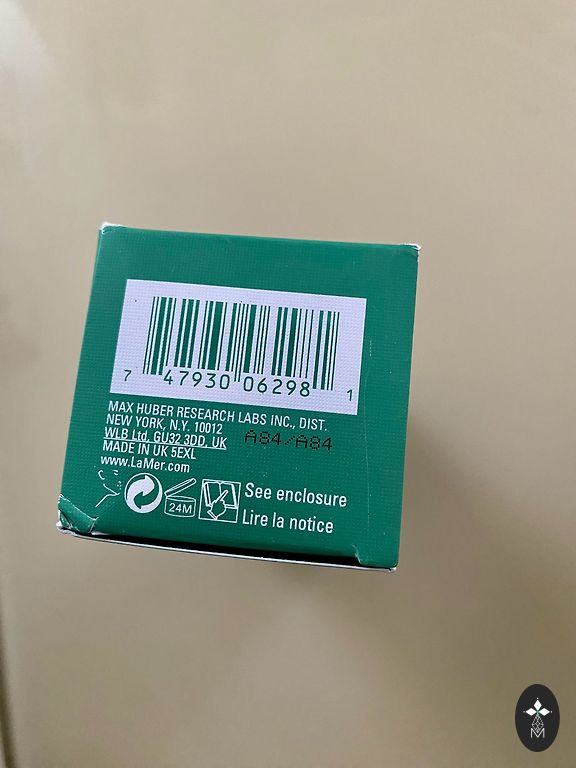 7 47930 06298 1
MAX HUBER RESEARCH LABS INC., DIST.
NEW YORK, N.Y. 10012
WLB Ltd, GU32 3DD, UK
A84/A84
MADE IN UK 5EXL
www.LaMer.com
24M
See enclosure
Lire la notice
M